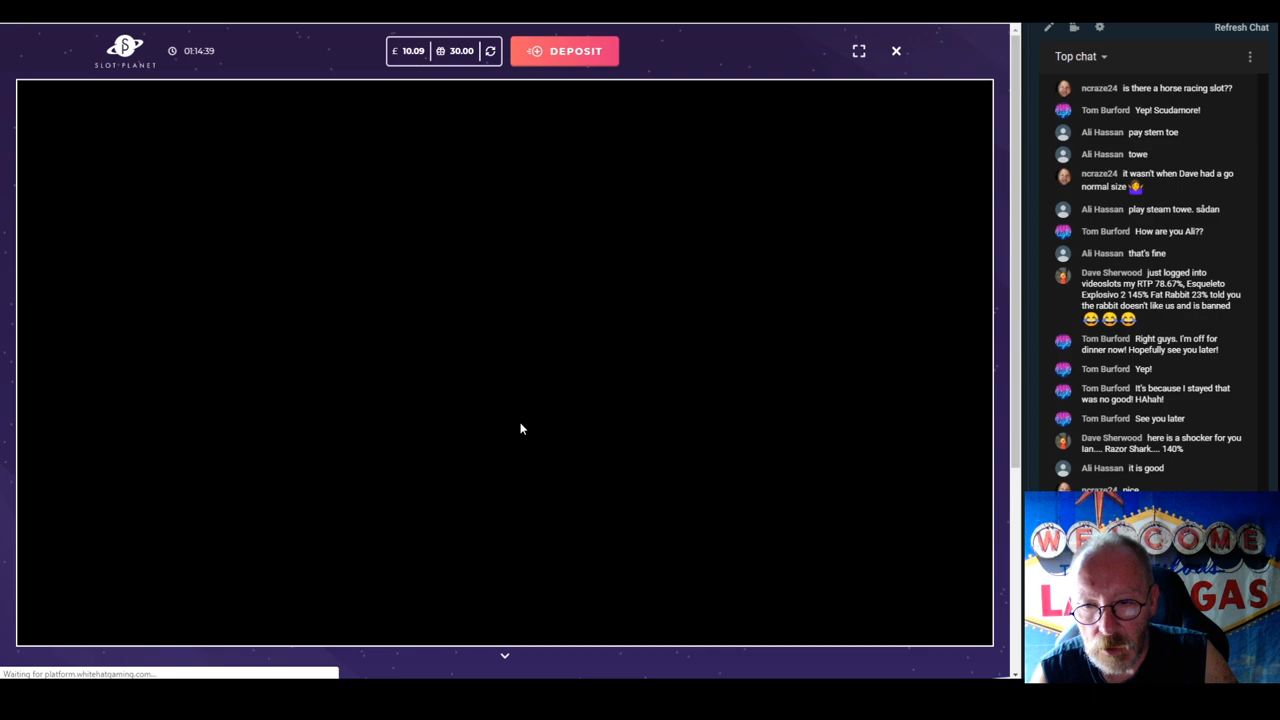 SLOT PLANET
01:14:39
£ 10.09 30.00
DEPOSIT
Refresh Chat
Top chat
ncraze24 is there a horse racing slot??
Tom Burford Yep! Scudamore!
Ali Hassan pay stem toe
Ali Hassan towe
ncraze24 it wasn't when Dave had a go
normal size
Ali Hassan play steam towe. sådan
Tom Burford How are you Ali??
Ali Hassan that's fine
Dave Sherwood just logged into
videoslots my RTP 78.67%, Esqueleto
Explosivo 2 145% Fat Rabbit 23% told you
the rabbit doesn't like us and is banned
Tom Burford Right guys. I'm off for
dinner now! Hopefully see you later!
Tom Burford Yep!
Tom Burford It's because I stayed that
was no good! HAhah!
Tom Burford See you later
Dave Sherwood here is a shocker for you
Ian.... Razor Shark.... 140%
Ali Hassan it is good
ncraze24 nice
WELCOME
GAS
Waiting for platform.whitehatgaming.com...